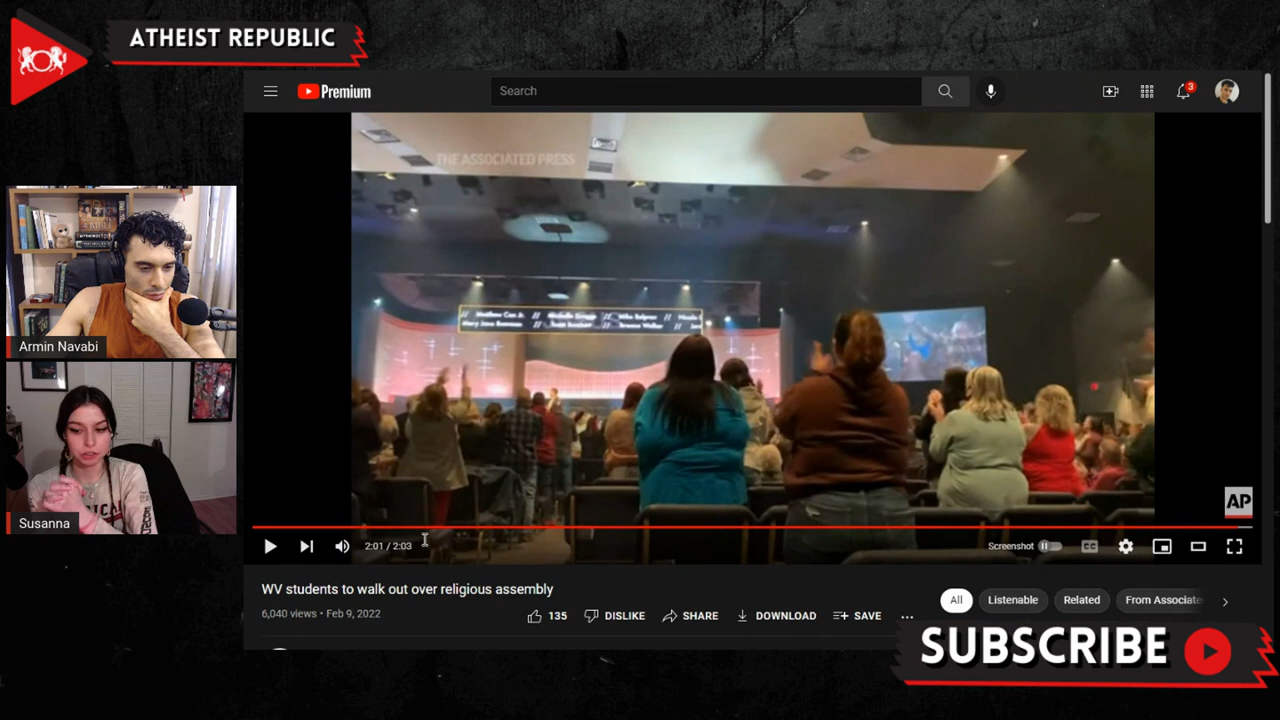 ATHEIST REPUBLIC
Premium
Search
3
THE ASSOCIATED PRESS
Armin Navabi
Susanna
AP
2:01 / 2:03
Screenshot
CC
WV students to walk out over religious assembly
6,040 views • Feb 9, 2022
135
DISLIKE
SHARE
DOWNLOAD
SAVE
All
Listenable
Related
From Associate
SUBSCRIBE